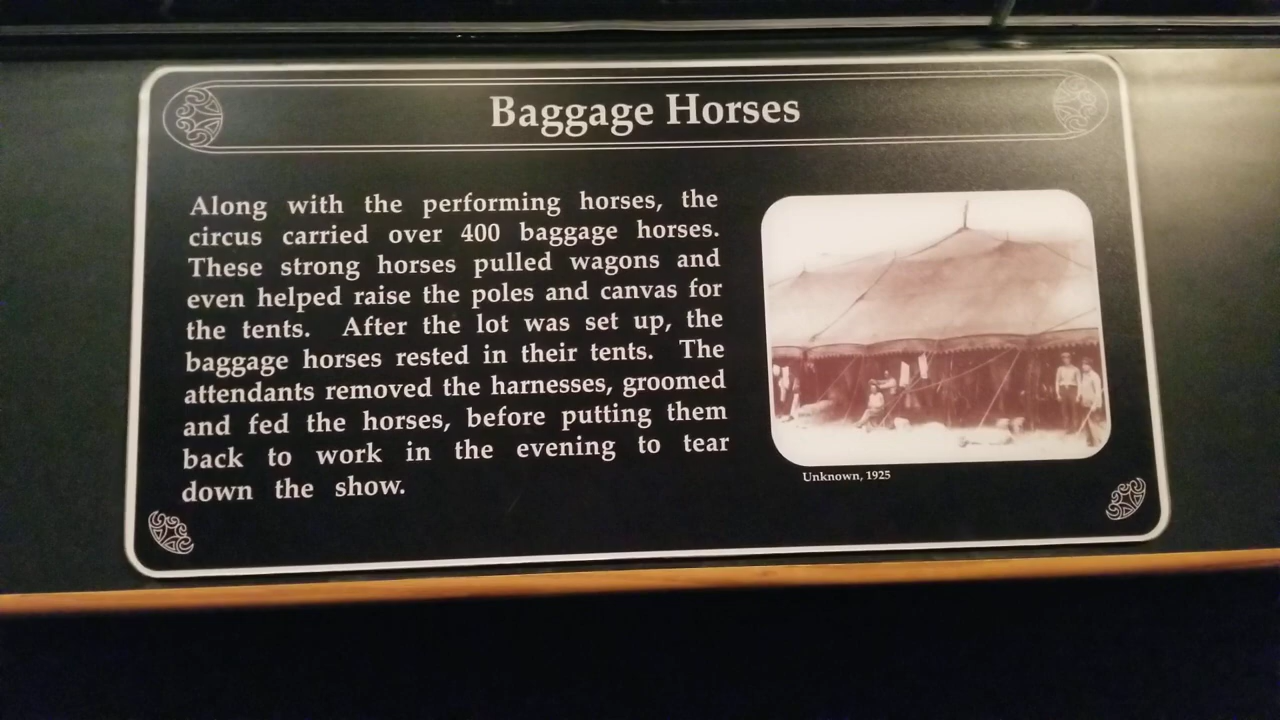 Baggage Horses
Along with the performing horses, the
circus carried over 400 baggage horses.
These strong horses pulled wagons and
even helped raise the poles and canvas for
the tents. After the lot was set up, the
baggage horses rested in their tents. The
attendants removed the harnesses, groomed
and fed the horses, before putting them
back to work in the evening to tear
down the show.
Unknown, 1925